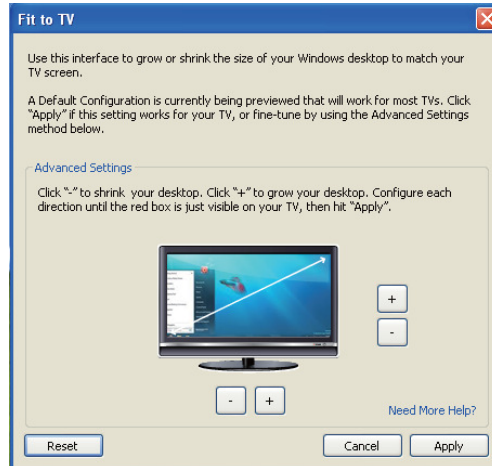 Fit to TV
Use this interface to grow or shrink the size of your Windows desktop to match your
TV screen.
A Default Configuration is currently being previewed that will work for most TVs. Click
"Apply" if this setting works for your TV, or fine-tune by using the Advanced Settings
method below.
Advanced Settings
Click "-" to shrink your desktop. Click "+" to grow your desktop. Configure each
direction until the red box is just visible on your TV, then hit "Apply".
+
-
- +
Need More Help?
Reset Cancel Apply